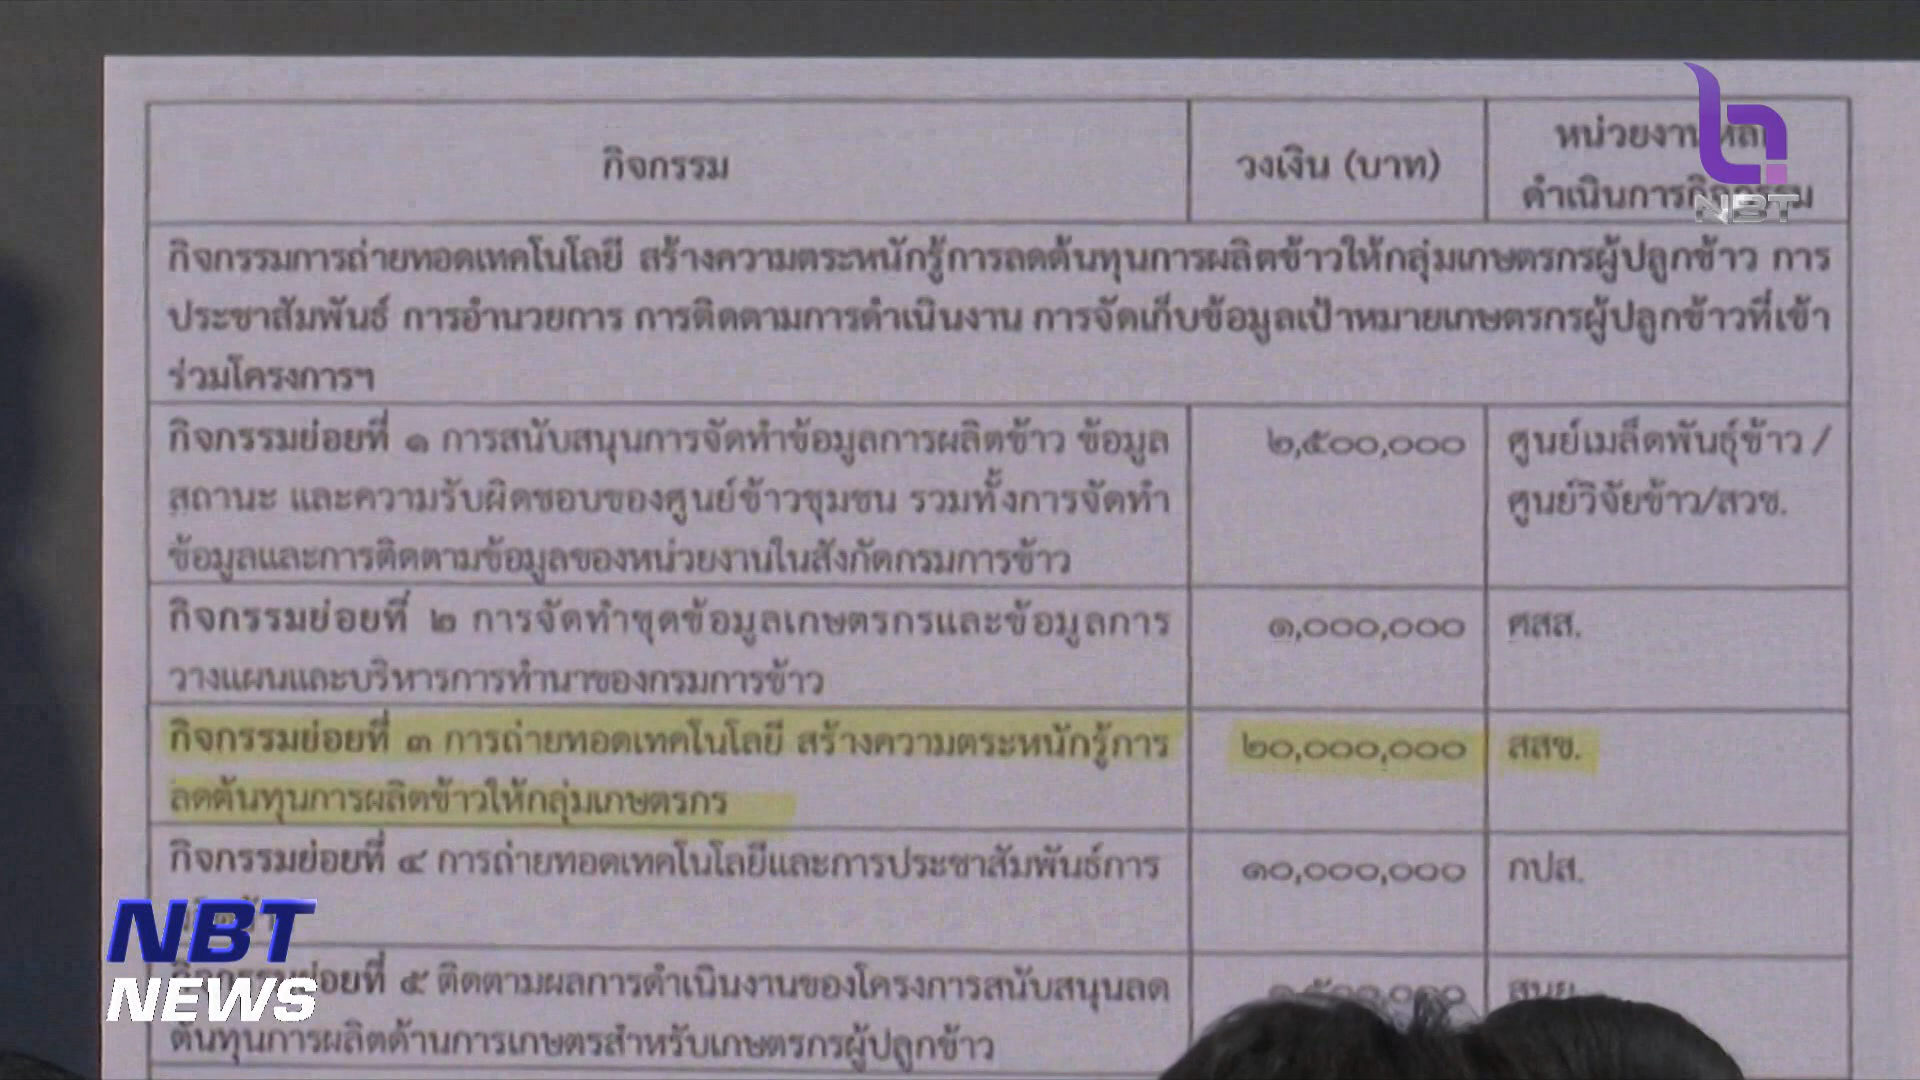 กิจกรรม
วงเงิน (บาท)
ดำเนินการกิจกรรม
กิจกรรมการถ่ายทอดเทคโนโลยี สร้างความตระหนักรู้การลดต้นทุนการผลิตข้าวให้กลุ่มเกษตรกรผู้ปลูกข้าว การ
ประชาสัมพันธ์ การอำนวยการ การติดตามการดำเนินงาน การจัดเก็บข้อมูลเป้าหมายเกษตรกรผู้ปลูกข้าวที่เข้า
ร่วมโครงการฯ
กิจกรรมย่อยที่ ๑ การสนับสนุนการจัดทำข้อมูลการผลิตข้าว ข้อมูล
สถานะ และความรับผิดชอบของศูนย์ข้าวชุมชน รวมทั้งการจัดทำ
ข้อมูลและการติดตามข้อมูลของหน่วยงานในสังกัดกรมการข้าว
๒,๕๐๐,๐๐๐
ศูนย์เมล็ดพันธุ์ข้าว /
ศูนย์วิจัยข้าว/สวข.
กิจกรรมย่อยที่ ๒ การจัดทำชุดข้อมูลเกษตรกรและข้อมูลการ
วางแผนและบริหารการทำนาของกรมการข้าว
๑,๐๐๐,๐๐๐
ศสส.
กิจกรรมย่อยที่ ๓ การถ่ายทอดเทคโนโลยี สร้างความตระหนักรู้การ
ลดต้นทุนการผลิตข้าวให้กลุ่มเกษตรกร
๒๐,๐๐๐,๐๐๐
สสข.
กิจกรรมย่อยที่ ๔ การถ่ายทอดเทคโนโลยีและการประชาสัมพันธ์การ
๑๐,๐๐๐,๐๐๐
กปส.
กิจกรรมย่อยที่ ๕ ติดตามผลการดำเนินงานของโครงการสนับสนุนลด
ต้นทุนการผลิตด้านการเกษตรสำหรับเกษตรกรผู้ปลูกข้าว
NBT
NBT
NEWS